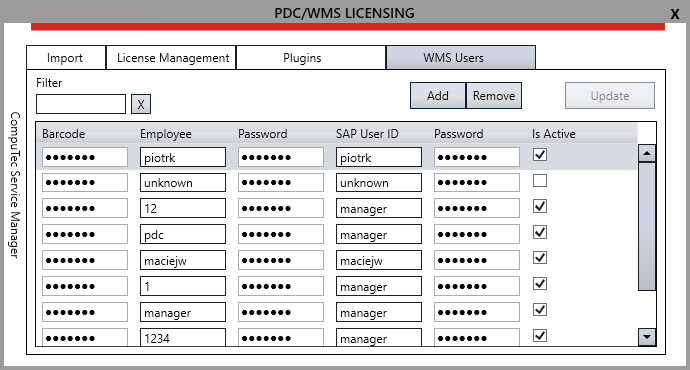 PDC/WMS LICENSING X
CompuTec Service Manager
Import License Management Plugins WMS Users
Filter
X Add Remove Update
Barcode Employee Password SAP User ID Password Is Active
●●●●●●● piotrk ●●●●●●● piotrk ●●●●●●●
●●●●●●● unknown ●●●●●●● unknown ●●●●●●●
●●●●●●● 12 ●●●●●●● manager ●●●●●●●
●●●●●●● pdc ●●●●●●● manager ●●●●●●●
●●●●●●● maciejw ●●●●●●● maciejw ●●●●●●●
●●●●●●● 1 ●●●●●●● manager ●●●●●●●
●●●●●●● manager ●●●●●●● manager ●●●●●●●
●●●●●●● 1234 ●●●●●●● manager ●●●●●●●